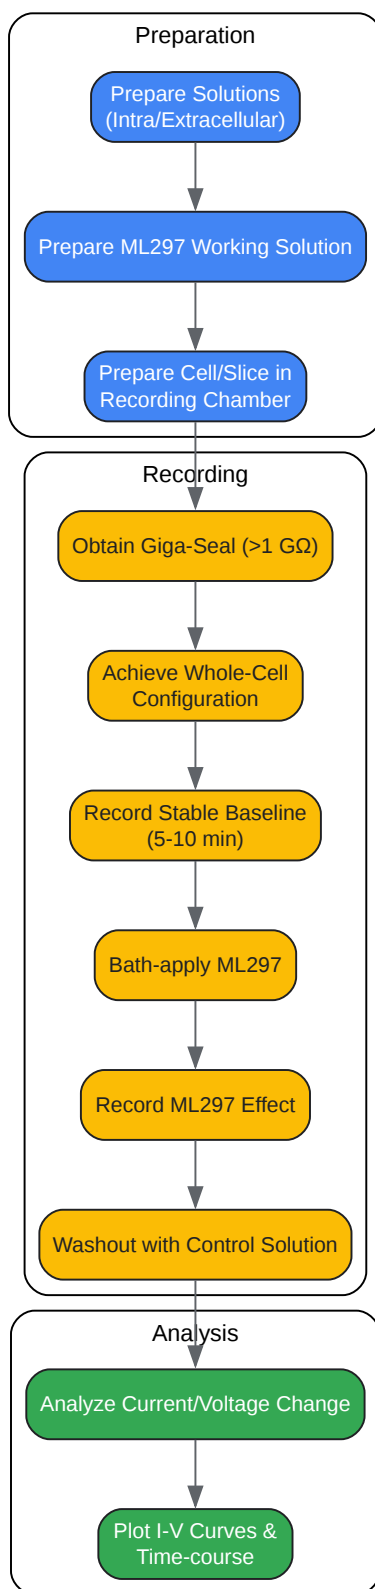 Preparation
Prepare Solutions
(Intra/Extracellular)
Prepare ML297 Working Solution
Prepare Cell/Slice in
Recording Chamber
Recording
Obtain Giga-Seal (>1 GΩ)
Achieve Whole-Cell
Configuration
Record Stable Baseline
(5-10 min)
Bath-apply ML297
Record ML297 Effect
Washout with Control Solution
Analysis
Analyze Current/Voltage Change
Plot I-V Curves &
Time-course